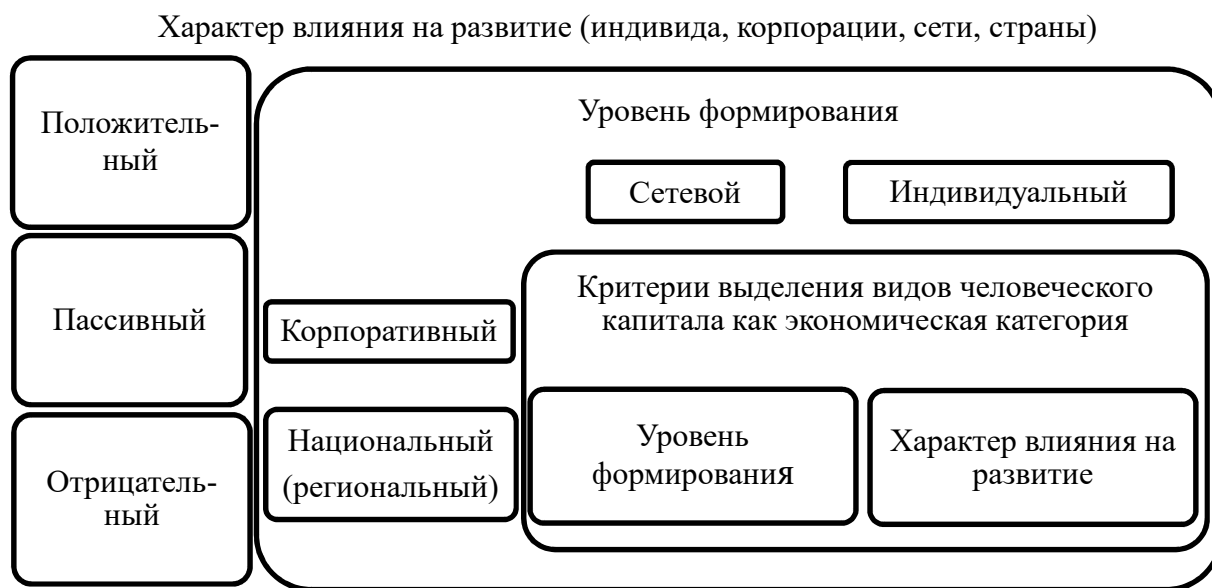 Характер влияния на развитие (индивида, корпорации, сети, страны)
Положитель-
ный
Пассивный
Отрицатель-
ный
Уровень формирования
Сетевой
Индивидуальный
Корпоративный
Национальный
(региональный)
Критерии выделения видов человеческого
капитала как экономическая категория
Уровень
формирования
Характер влияния на
развитие